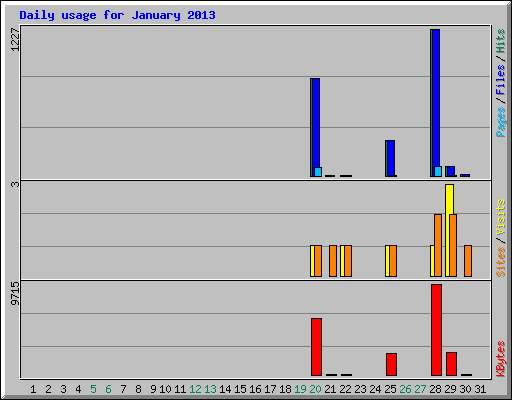 Daily usage for January 2013
1227
Pages / Files / Hits
3
Sites / Visits
9715
KBytes
1 2 3 4 5 6 7 8 9 10 11 12 13 14 15 16 17 18 19 20 21 22 23 24 25 26 27 28 29 30 31